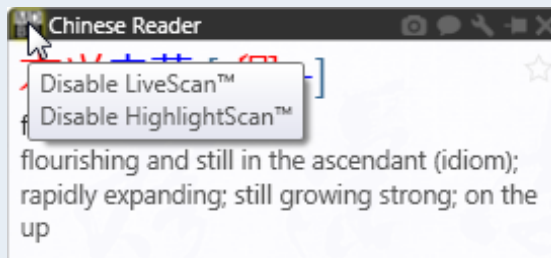 Chinese Reader
Disable LiveScan™
Disable HighlightScan™
flourishing and still in the ascendant (idiom);
rapidly expanding; still growing strong; on the
up